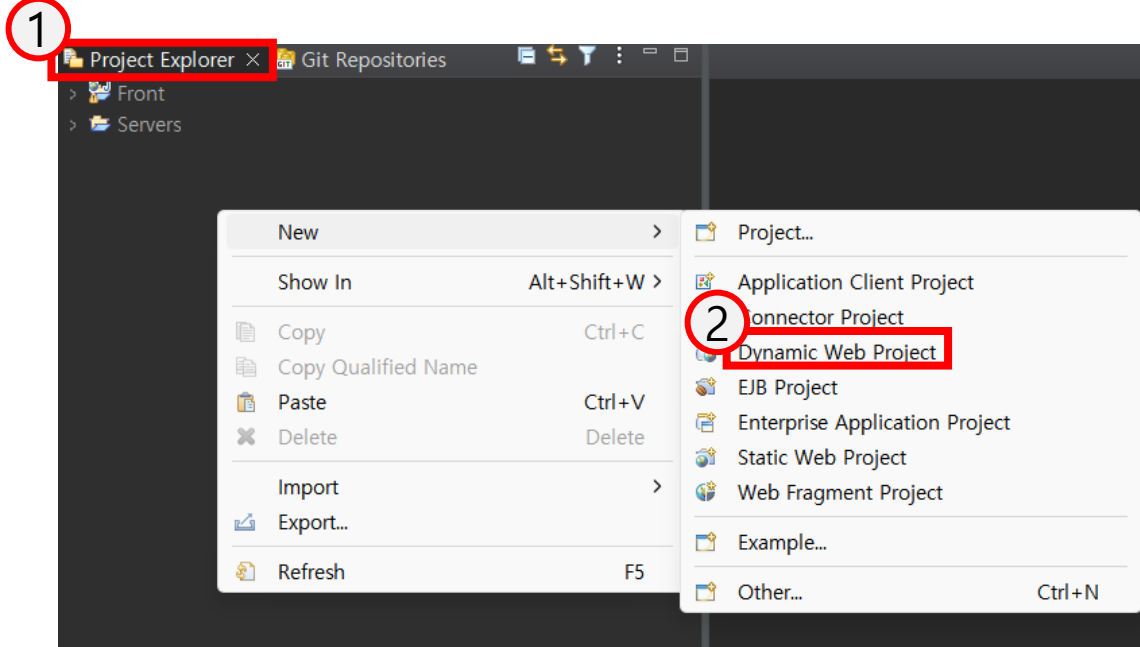 1
Project Explorer × Git Repositories
Front
Servers
New
Show In Alt+Shift+W
Copy Ctrl+C
Copy Qualified Name
Paste Ctrl+V
Delete Delete
Import
Export...
Refresh F5
Project...
Application Client Project
2
Connector Project
Dynamic Web Project
EJB Project
Enterprise Application Project
Static Web Project
Web Fragment Project
Example...
Other... Ctrl+N